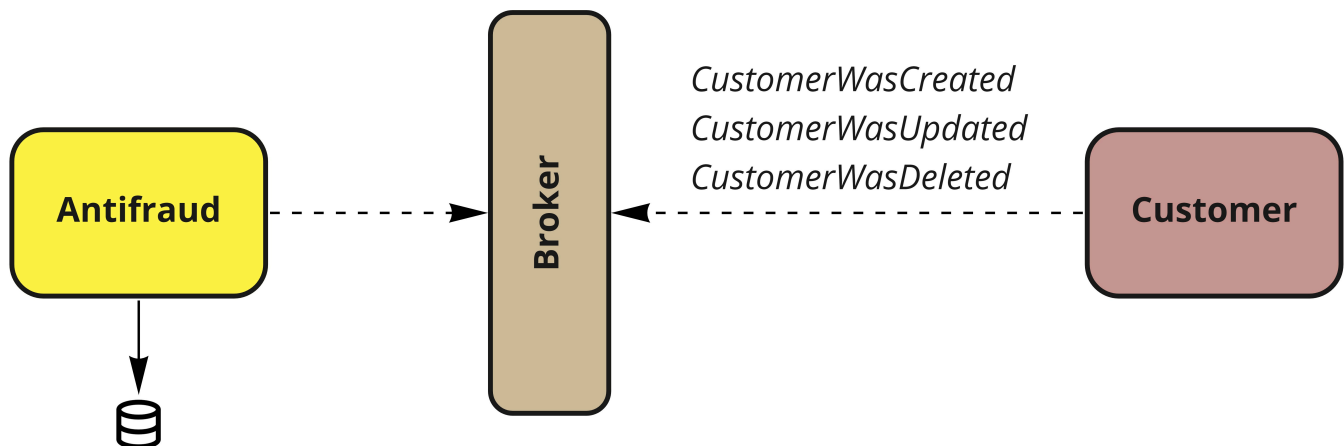 CustomerWasCreated
CustomerWasUpdated
CustomerWasDeleted
Antifraud
Broker
Customer